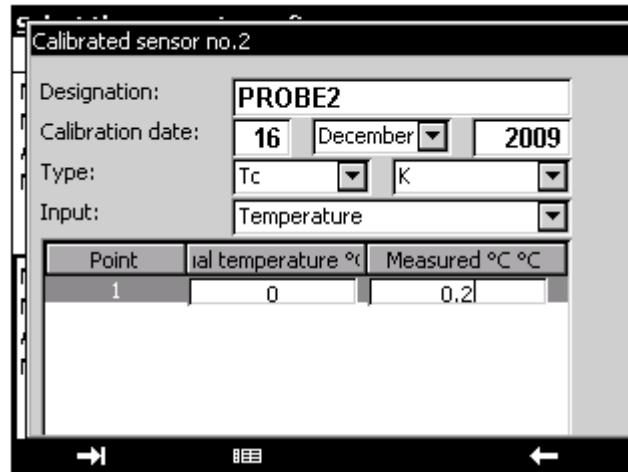 Calibrated sensor no.2
Designation: PROBE2
Calibration date: 16 December 2009
Type: Tc K
Input: Temperature
Point ial temperature °( Measured °C °C
1 0 0.2